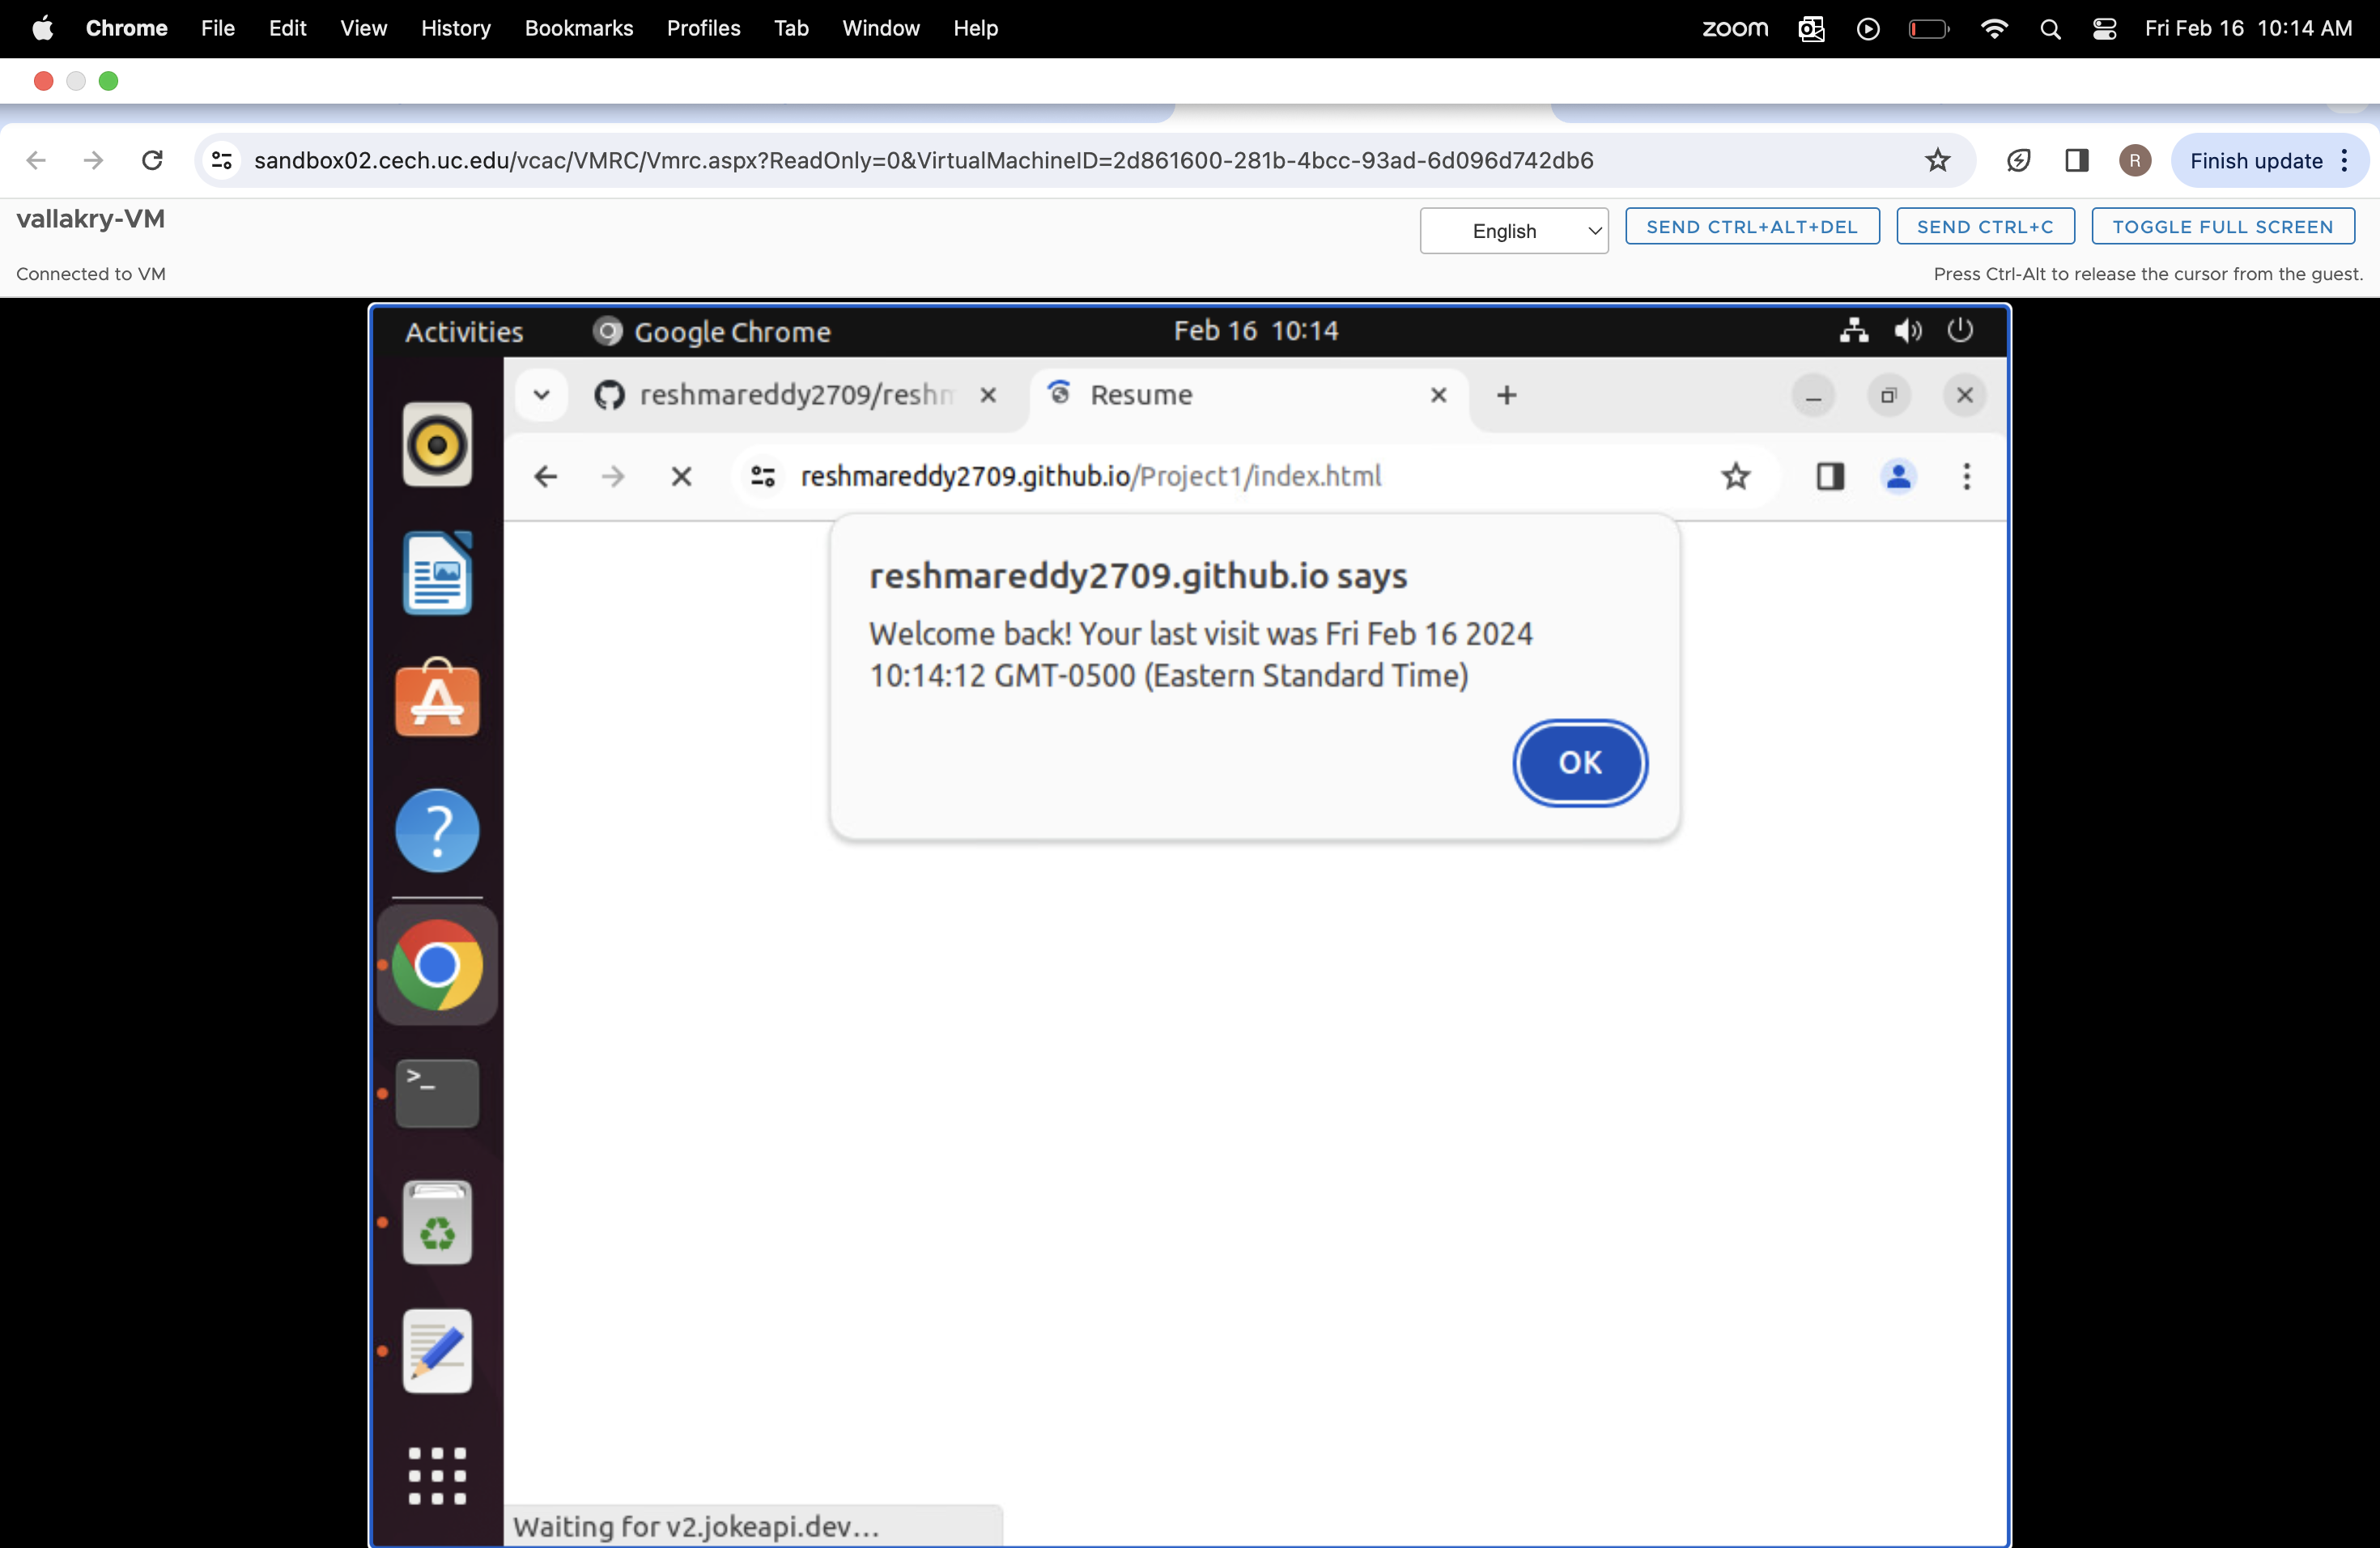 Chrome File Edit View History Bookmarks Profiles Tab Window Help zoom Fri Feb 16 10:14 AM
sandbox02.cech.uc.edu/vcac/VMRC/Vmrc.aspx?ReadOnly=0&VirtualMachineID=2d861600-281b-4bcc-93ad-6d096d742db6 R Finish update
vallakry-VM English SEND CTRL+ALT+DEL SEND CTRL+C TOGGLE FULL SCREEN
Connected to VM Press Ctrl-Alt to release the cursor from the guest.
Activities Google Chrome Feb 16 10:14
reshmareddy2709/reshm Resume
reshmareddy2709.github.io/Project1/index.html
reshmareddy2709.github.io says
Welcome back! Your last visit was Fri Feb 16 2024
10:14:12 GMT-0500 (Eastern Standard Time)
OK
Waiting for v2.jokeapi.dev...